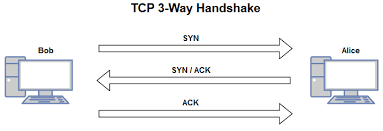 TCP 3-Way Handshake
SYN
Bob
Alice
SYN / ACK
ACK